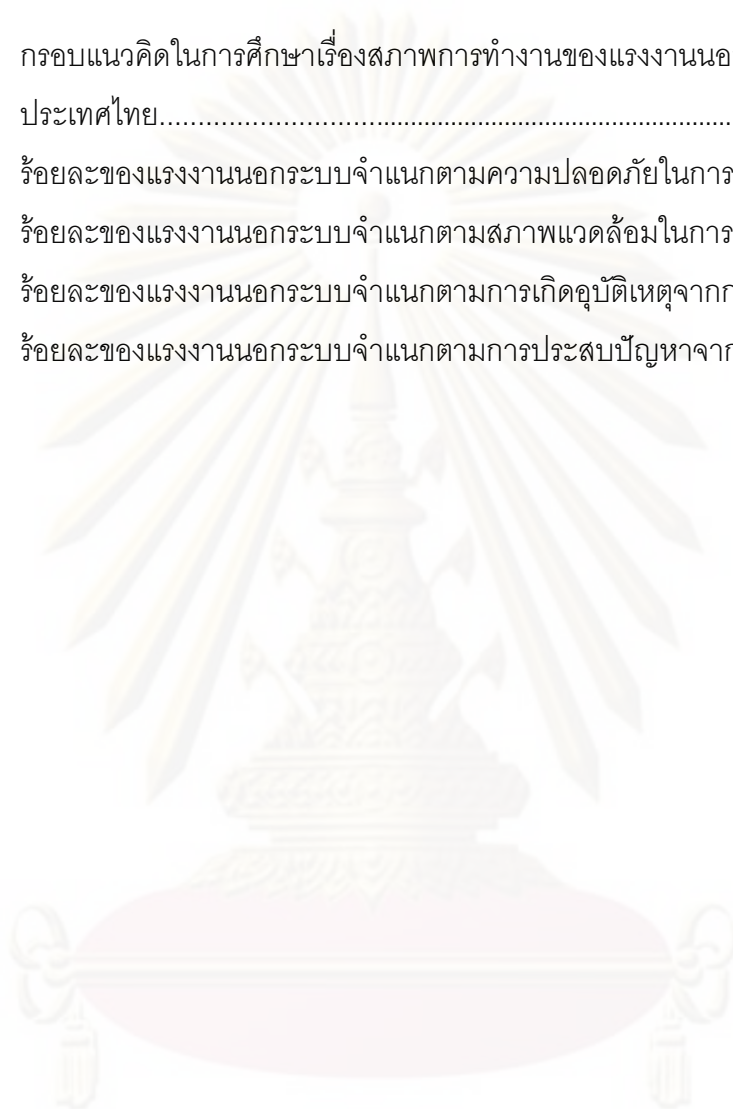 กรอบแนวคิดในการศึกษาเรื่องสภาพการทำงานของแรงงานนอ
ประเทศไทย................................................................................
ร้อยละของแรงงานนอกระบบจำแนกตามความปลอดภัยในการ
ร้อยละของแรงงานนอกระบบจำแนกตามสภาพแวดล้อมในการ
ร้อยละของแรงงานนอกระบบจำแนกตามการเกิดอุบัติเหตุจาก
ร้อยละของแรงงานนอกระบบจำแนกตามการประสบปัญหาจาก